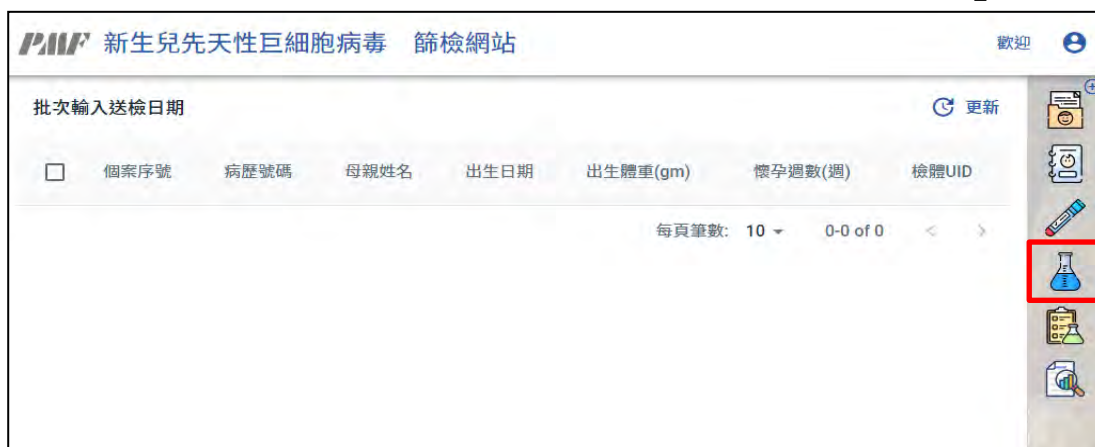 PMF 新生兒先天性巨細胞病毒 篩檢網站 歡迎
批次輸入送檢日期 更新
個案序號 病歷號碼 母親姓名 出生日期 出生體重(gm) 懷孕週數(週) 檢體UID
每頁筆數: 10 0-0 of 0 < >